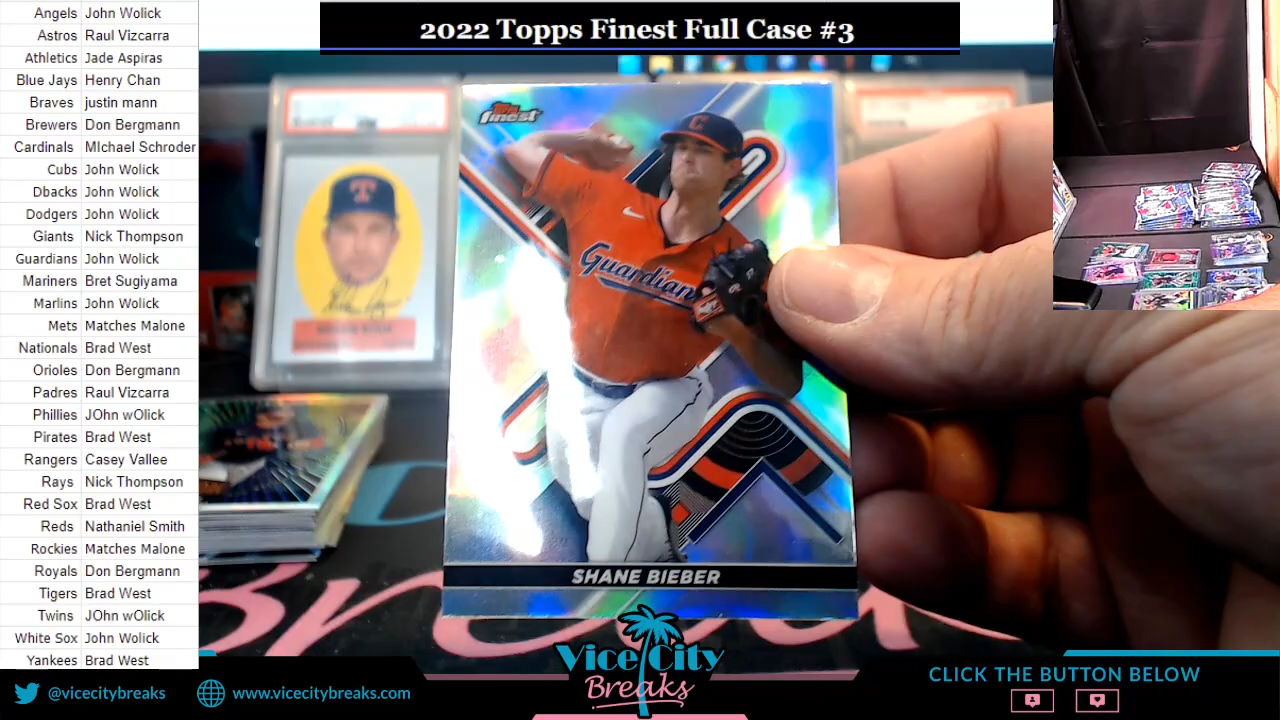 2022 Topps Finest Full Case #3
Angels John Wolick
Astros Raul Vizcarra
Athletics Jade Aspiras
Blue Jays Henry Chan
Braves justin mann
Brewers Don Bergmann
Cardinals MIchael Schroder
Cubs John Wolick
Dbacks John Wolick
Dodgers John Wolick
Giants Nick Thompson
Guardians John Wolick
Mariners Bret Sugiyama
Marlins John Wolick
Mets Matches Malone
Nationals Brad West
Orioles Don Bergmann
Padres Raul Vizcarra
Phillies JOhn wOlick
Pirates Brad West
Rangers Casey Vallee
Rays Nick Thompson
Red Sox Brad West
Reds Nathaniel Smith
Rockies Matches Malone
Royals Don Bergmann
Tigers Brad West
Twins JOhn wOlick
White Sox John Wolick
Yankees Brad West
Topps
finest
C
Guardians
T
SHANE BIEBER
Vice City
Breaks
@vicecitybreaks
www.vicecitybreaks.com
CLICK THE BUTTON BELOW